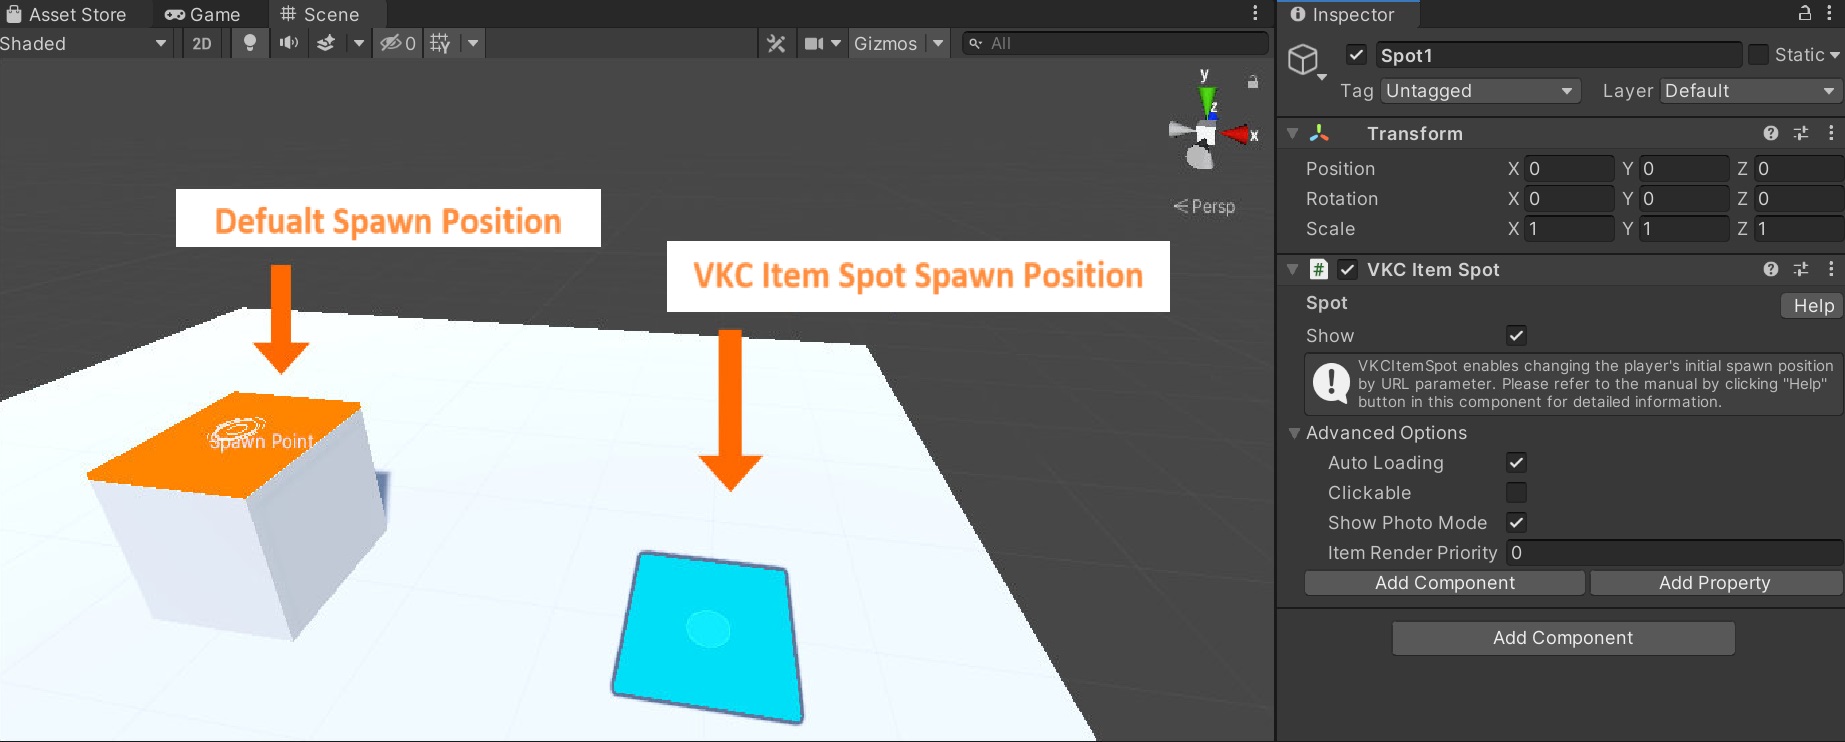 Asset Store
Game
Scene
Shaded
2D
0
Gizmos
All
y
z
x
Persp
Defualt Spawn Position
VKC Item Spot Spawn Position
Spawn Point
Inspector
Spot1
Static
Tag Untagged
Layer Default
Transform
Position X 0 Y 0 Z 0
Rotation X 0 Y 0 Z 0
Scale X 1 Y 1 Z 1
# VKC Item Spot
Spot
Help
Show
VKCItemSpot enables changing the player's initial spawn position
by URL parameter. Please refer to the manual by clicking "Help"
button in this component for detailed information.
Advanced Options
Auto Loading
Clickable
Show Photo Mode
Item Render Priority 0
Add Component
Add Property
Add Component